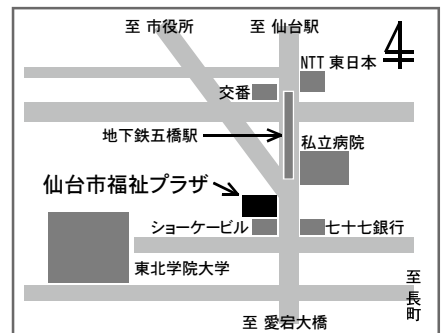 至 市役所
至 仙台駅
NTT 東日本
交番
地下鉄五橋駅
私立病院
仙台市福祉プラザ
ショーケービル
七十七銀行
東北学院大学
至 長町
至 愛宕大橋